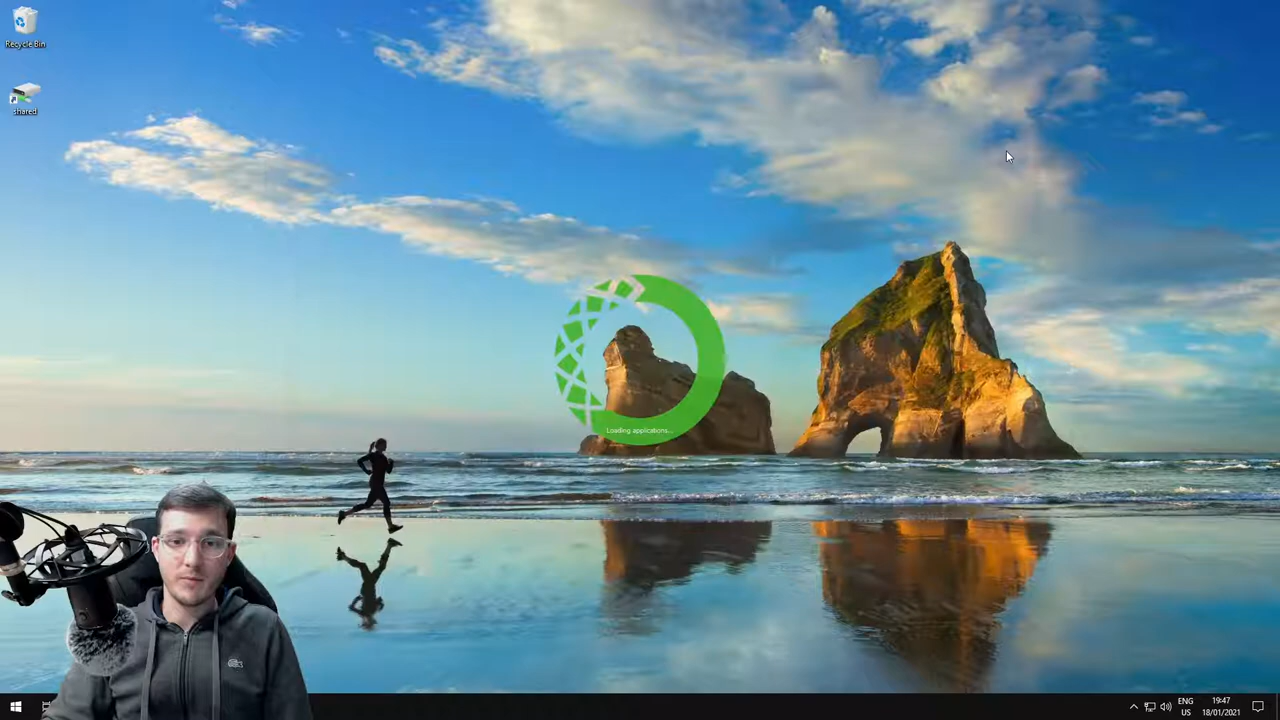 Recycle Bin
shared
Loading applications...
ENG
US
19:47
18/01/2021